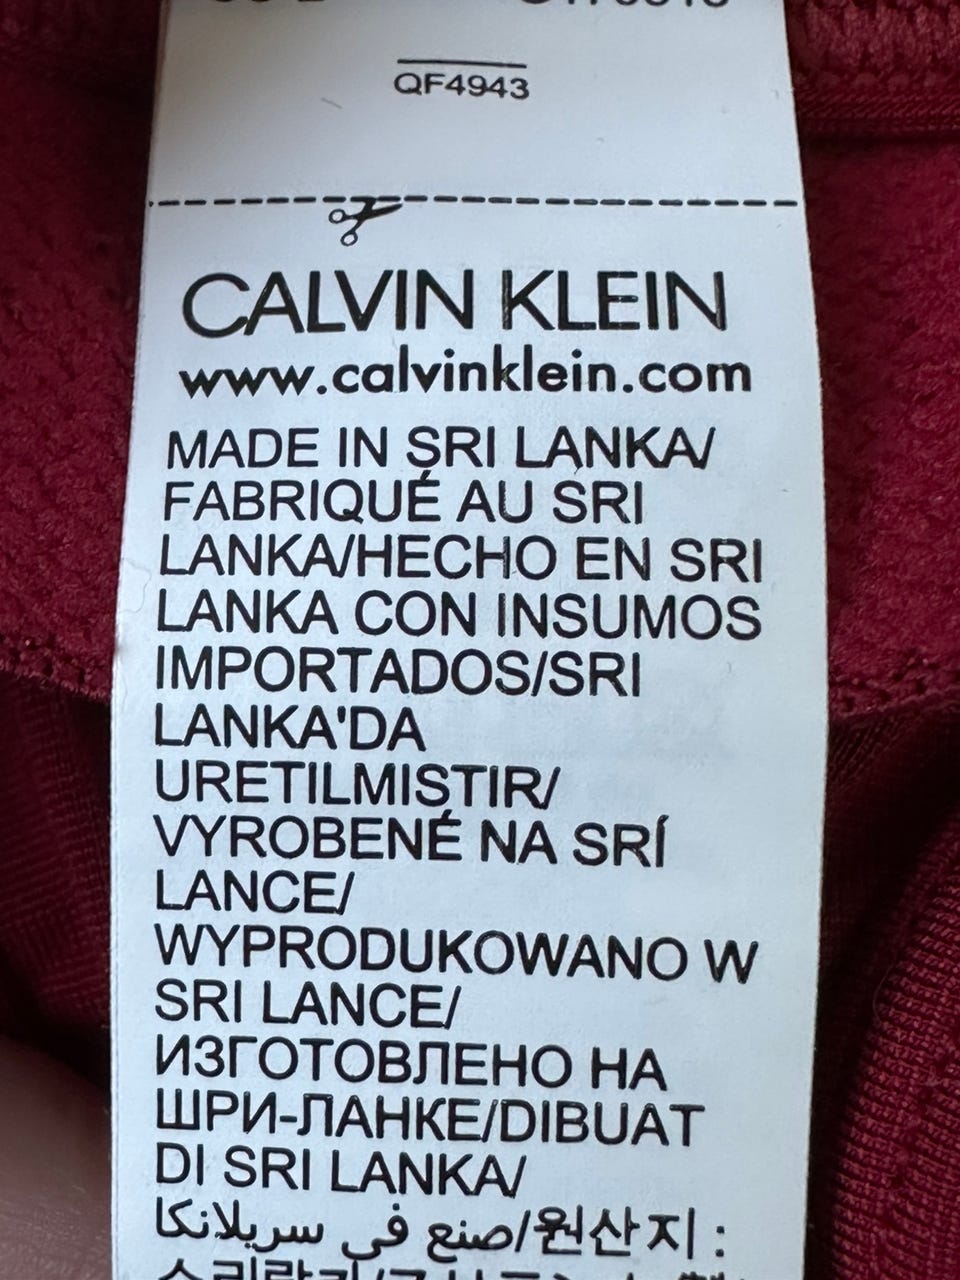 QF4943
CALVIN KLEIN
www.calvinklein.com
MADE IN SRI LANKA/
FABRIQUÉ AU SRI
LANKA/HECHO EN SRI
LANKA CON INSUMOS
IMPORTADOS/SRI
LANKA'DA
URETILMISTIR/
VYROBENÉ NA SRÍ
LANCE/
WYPRODUKOWANO W
SRI LANCE/
ИЗГОТОВЛЕНО НА
ШРИ-ЛАНКЕ/DIBUAT
DI SRI LANKA/
صنع في سريلانكا/원산지 :